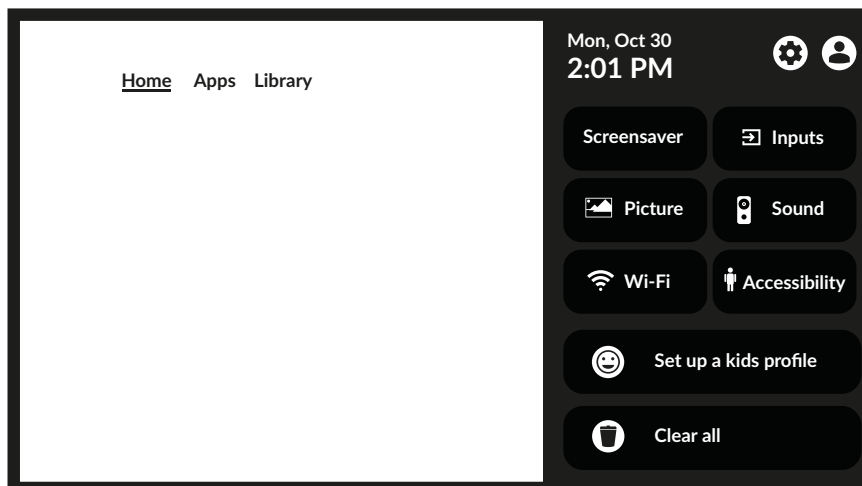 Home Apps Library
Mon, Oct 30
2:01 PM
Screensaver
Inputs
Picture
Sound
Wi-Fi
Accessibility
Set up a kids profile
Clear all